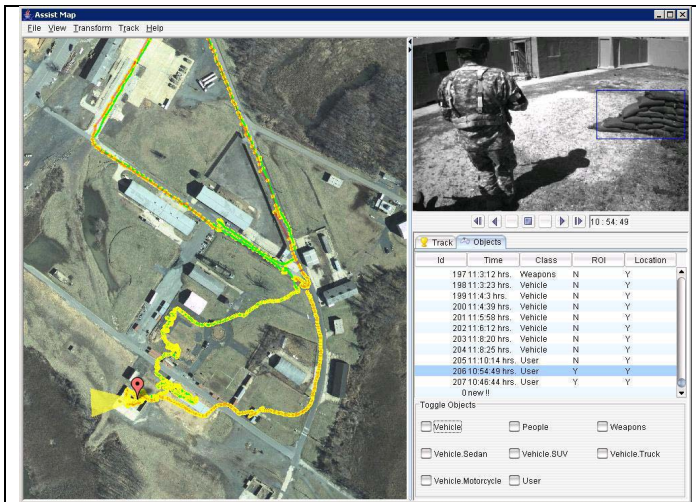 Assist Map
File View Transform Track Help
10 : 54: 49
Track Objects
Id Time Class ROI Location
197 11:3:12 hrs. Weapons N Y
198 11:3:23 hrs. Vehicle N Y
199 11:4:3 hrs. Vehicle N Y
200 11:4:39 hrs. Vehicle N Y
201 11:5:58 hrs. Vehicle N Y
202 11:6:12 hrs. Vehicle N Y
203 11:8:20 hrs. Vehicle N Y
204 11:8:25 hrs. Vehicle N Y
205 11:10:14 hrs. User N Y
206 10:54:49 hrs. User Y Y
207 10:46:44 hrs. User Y Y
0 new !!
Toggle Objects
Vehicle People Weapons
Vehicle.Sedan Vehicle.SUV Vehicle.Truck
Vehicle.Motorcycle User